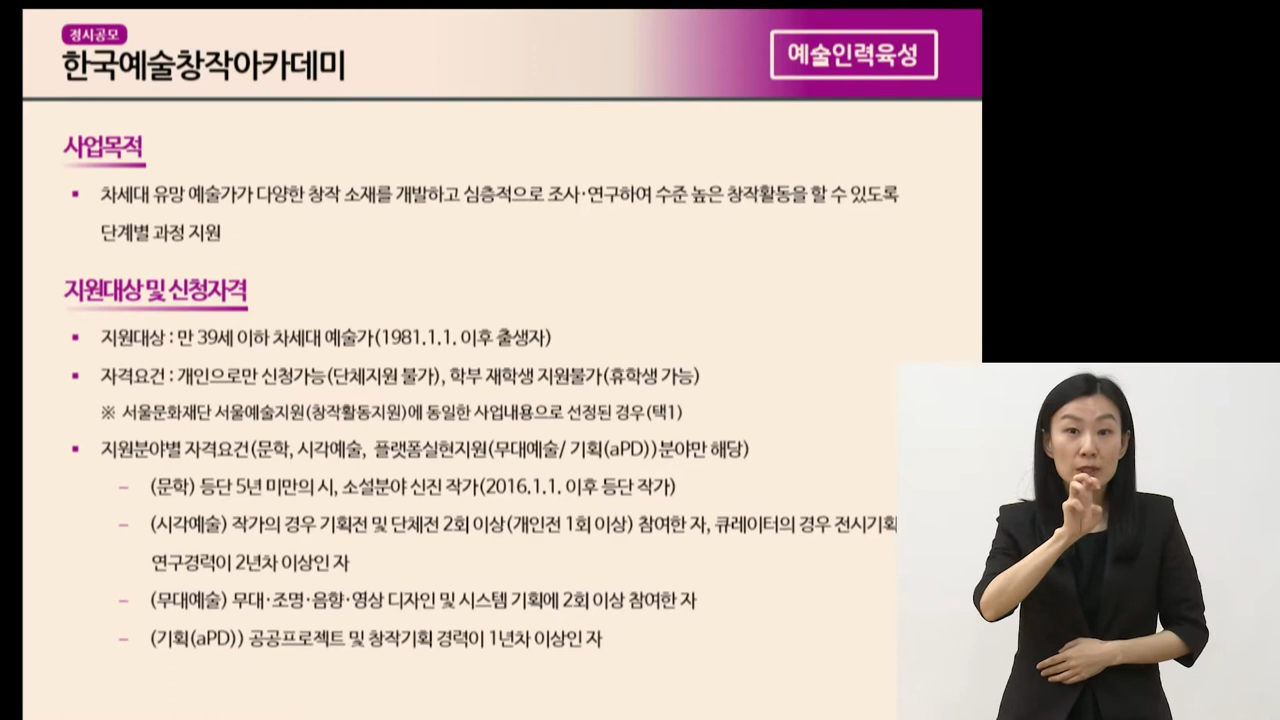 정시공모
한국예술창작아카데미
예술인력육성
사업목적
▪ 차세대 유망 예술가가 다양한 창작 소재를 개발하고 심층적으로 조사·연구하여 수준 높은 창작활동을 할 수 있도록
단계별 과정 지원
지원대상 및 신청자격
▪ 지원대상 : 만 39세 이하 차세대 예술가(1981.1.1. 이후 출생자)
▪ 자격요건 : 개인으로만 신청가능(단체지원 불가), 학부 재학생 지원불가(휴학생 가능)
※ 서울문화재단 서울예술지원(창작활동지원)에 동일한 사업내용으로 선정된 경우(택1)
▪ 지원분야별 자격요건(문학, 시각예술, 플랫폼실현지원(무대예술/ 기획(aPD))분야만 해당)
– (문학) 등단 5년 미만의 시, 소설분야 신진 작가(2016.1.1. 이후 등단 작가)
– (시각예술) 작가의 경우 기획전 및 단체전 2회 이상(개인전 1회 이상) 참여한 자, 큐레이터의 경우 전시기획
연구경력이 2년차 이상인 자
– (무대예술) 무대·조명·음향·영상 디자인 및 시스템 기획에 2회 이상 참여한 자
– (기획(aPD)) 공공프로젝트 및 창작기획 경력이 1년차 이상인 자